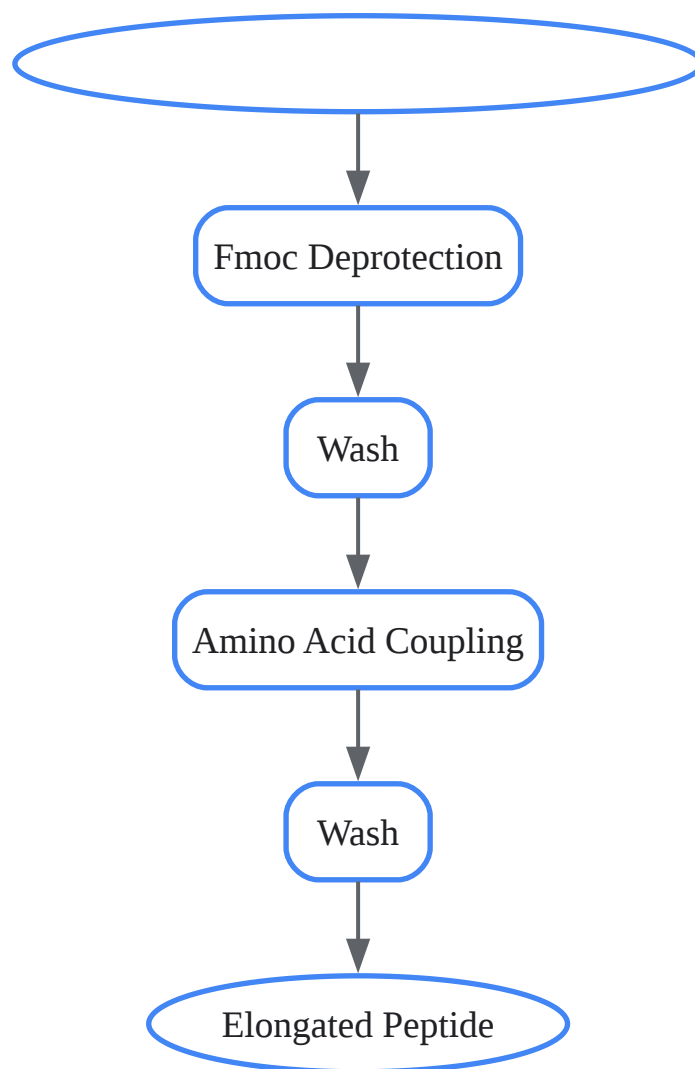 Fmoc Deprotection
Wash
Amino Acid Coupling
Wash
Elongated Peptide